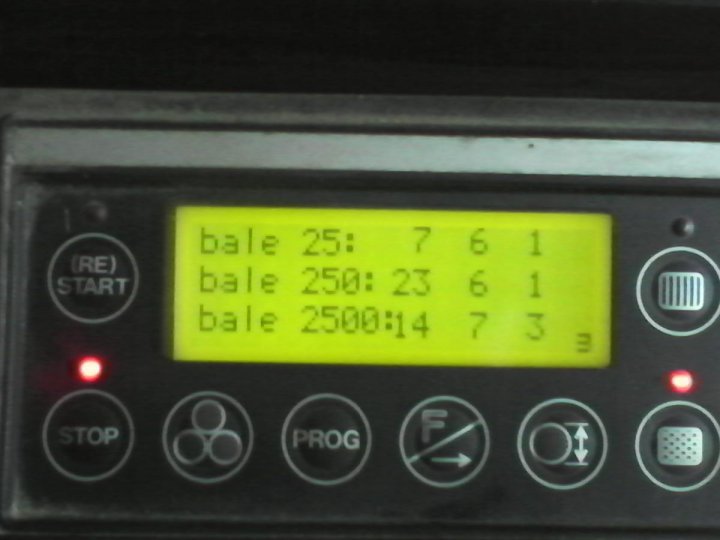 bale 25: 7 6 1
bale 250: 23 6 1
bale 2500:14 7 3
3
(RE)
START
STOP
PROG
F